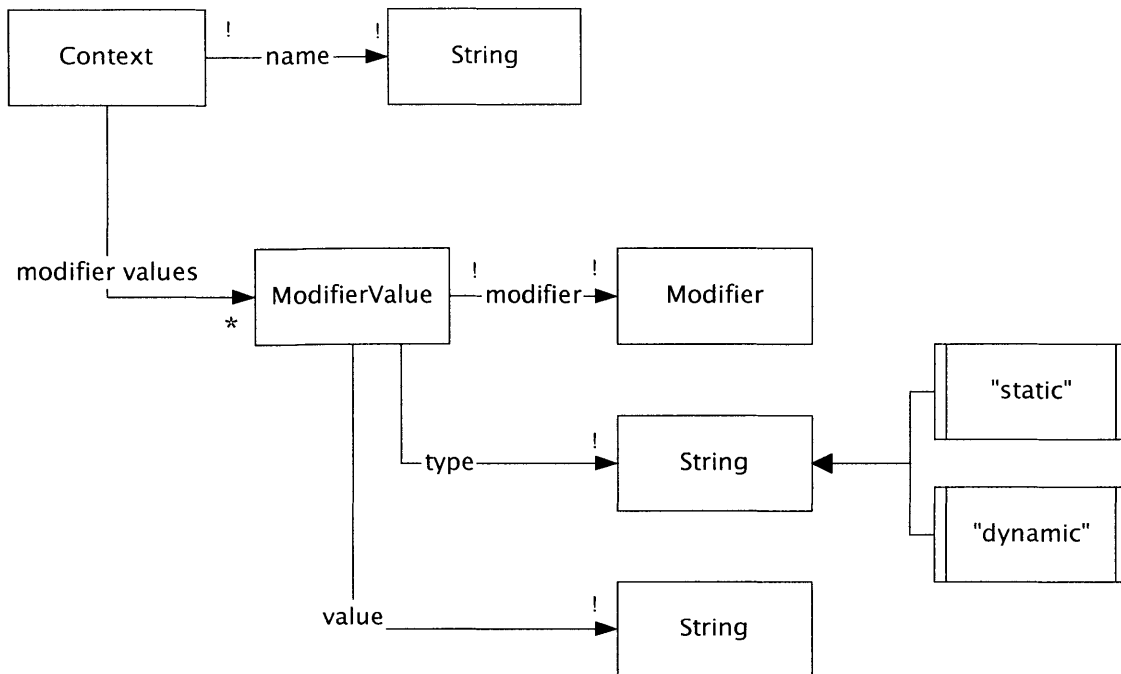 ! !
Context name String
modifier values
*
! !
ModifierValue modifier Modifier
"static"
!
type String
"dynamic"
!
value String